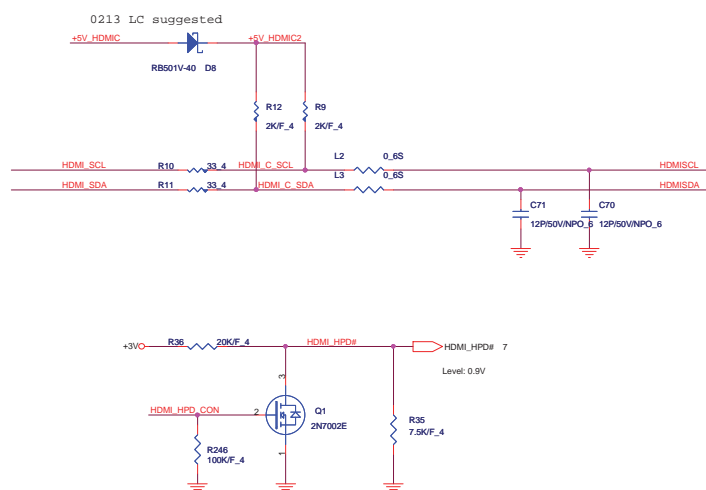 0213 LC suggested
+5V_HDMIC
+5V_HDMIC2
RB501V-40 D8
R12
R9
2K/F_4
2K/F_4
L2
0_6S
HDMI_SCL
R10
33_4
HDMI_C_SCL
HDMISCL
L3
0_6S
HDMI_SDA
R11
33_4
HDMI_C_SDA
HDMISDA
C71
C70
12P/50V/NPO_6
12P/50V/NPO_6
+3VO
R36
20K/F_4
HDMI_HPD#
HDMI_HPD# 7
Level: 0.9V
3
HDMI_HPD_CON
2
Q1
2N7002E
1
R35
7.5K/F_4
R246
100K/F_4